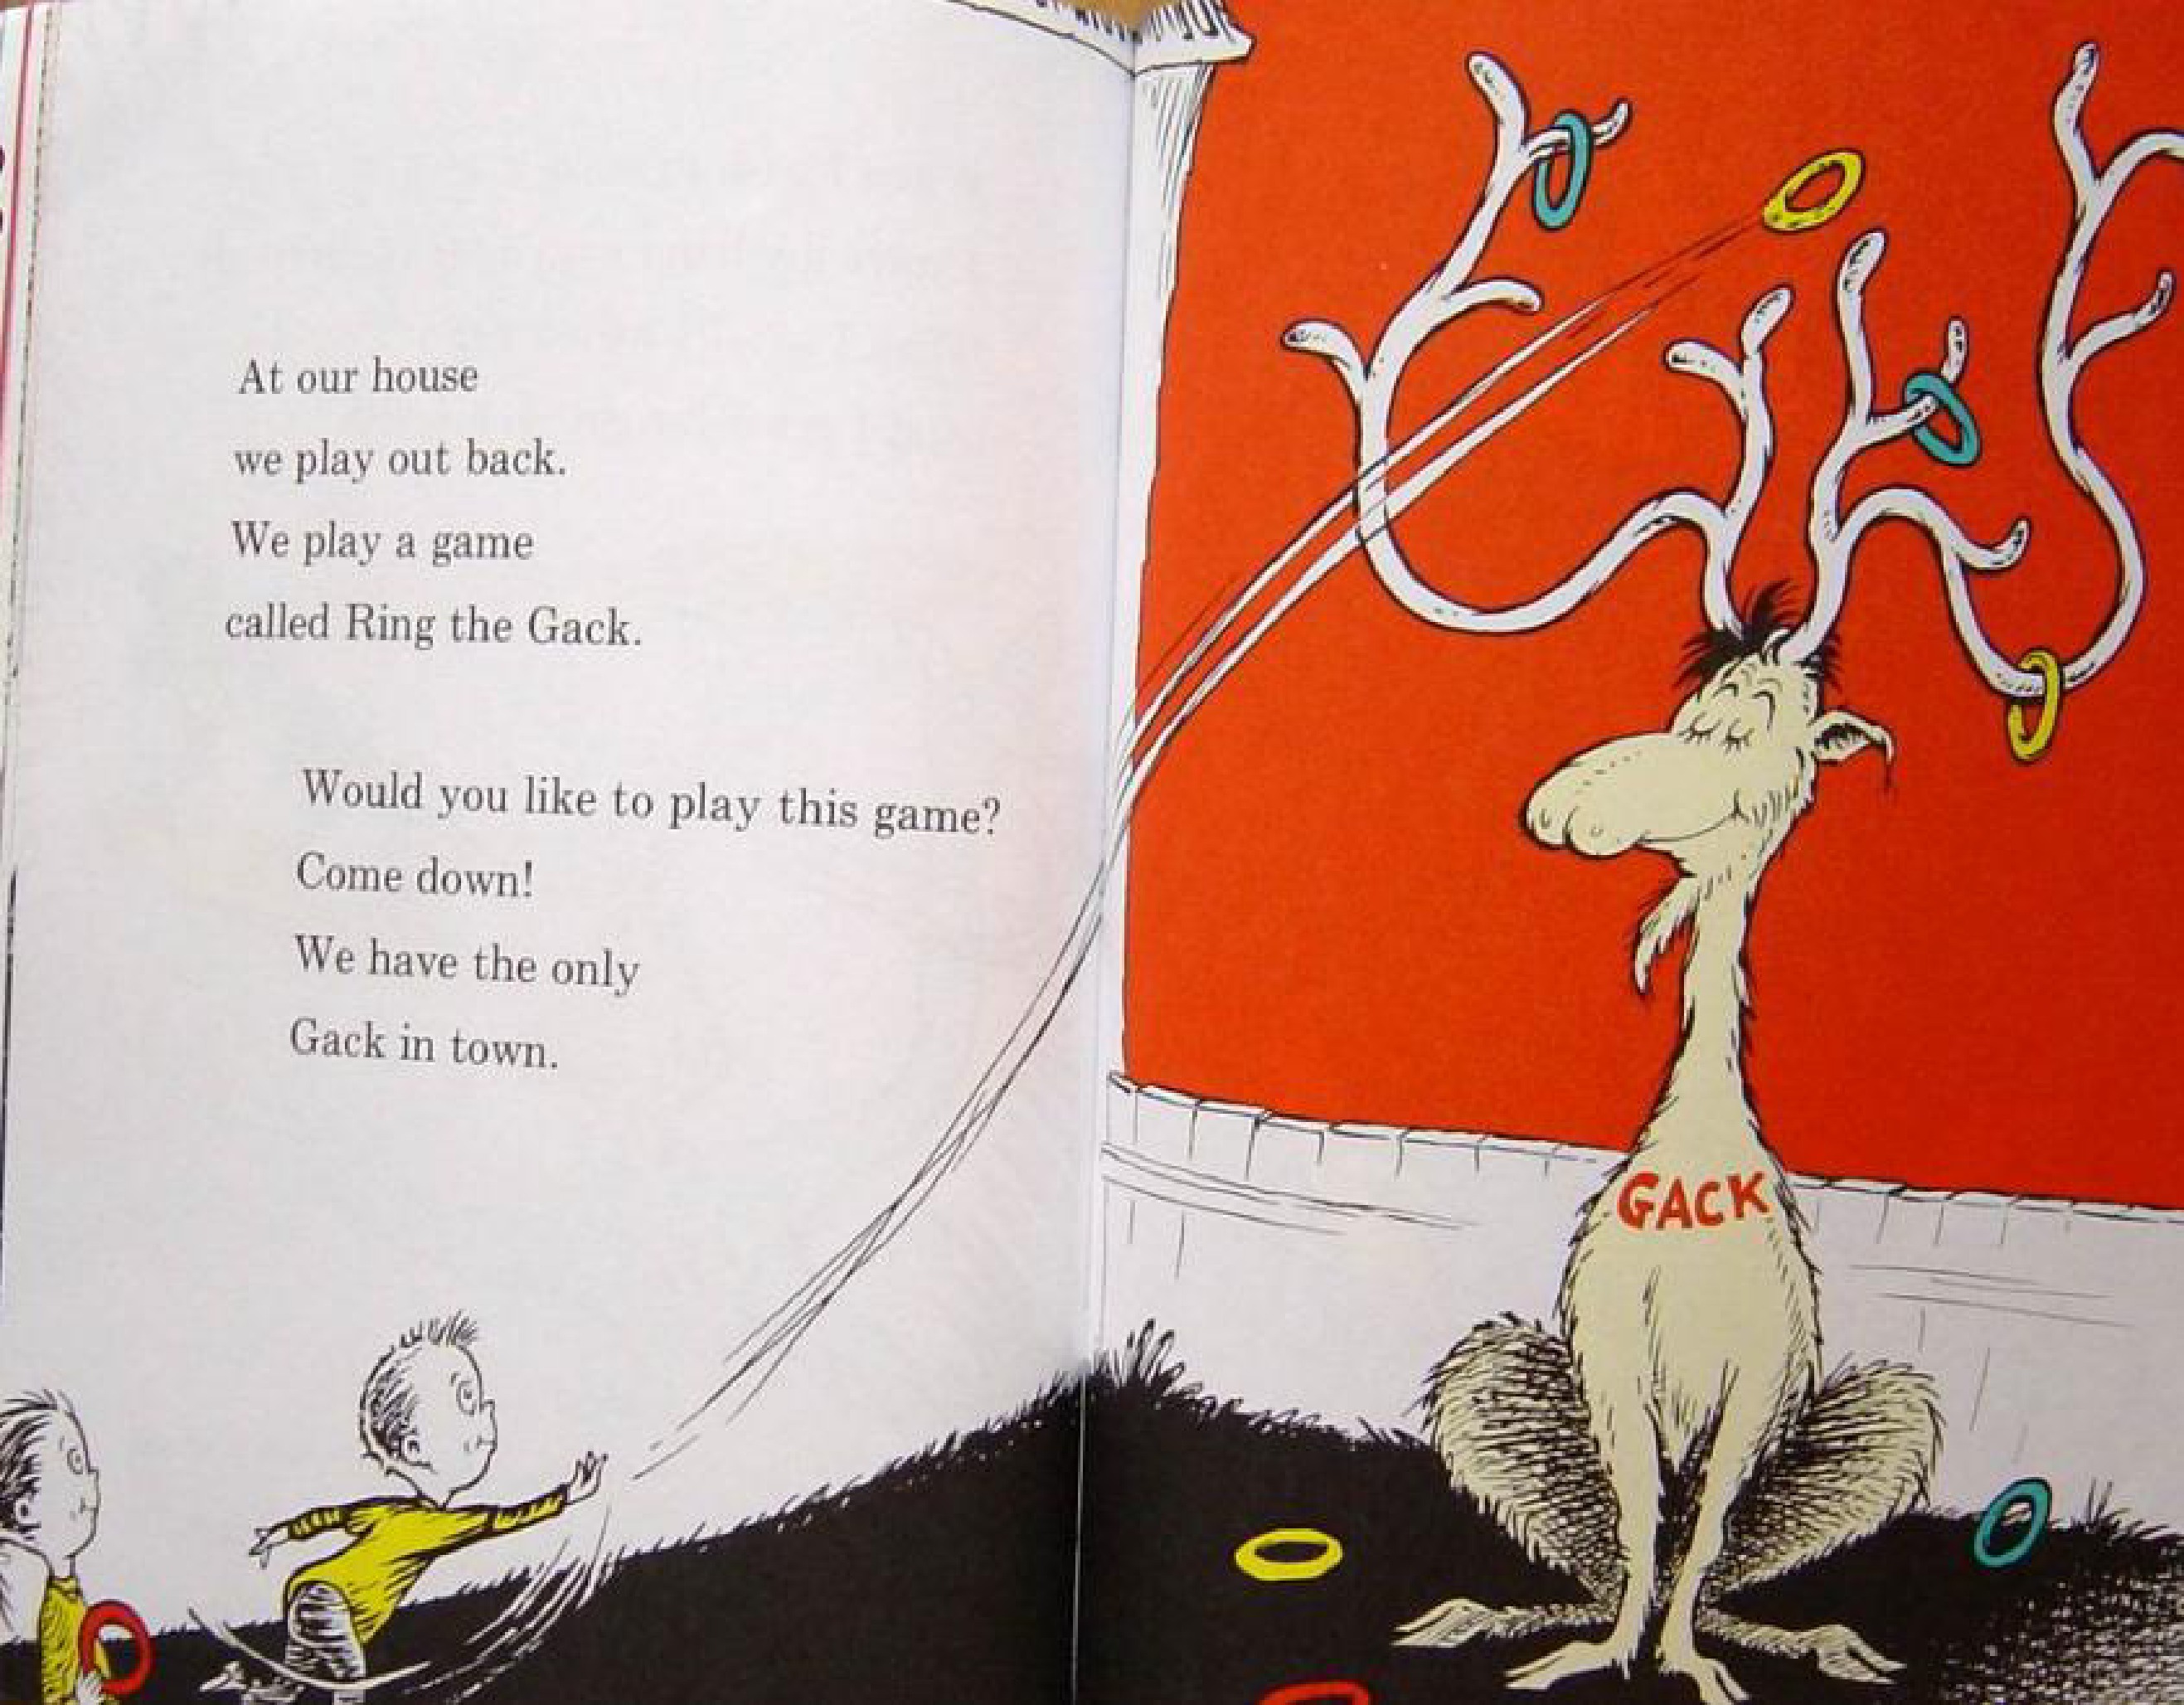 At our house
we play out back.
We play a game
called Ring the Gack.
Would you like to play this game?
Come down!
We have the only
Gack in town.
GACK